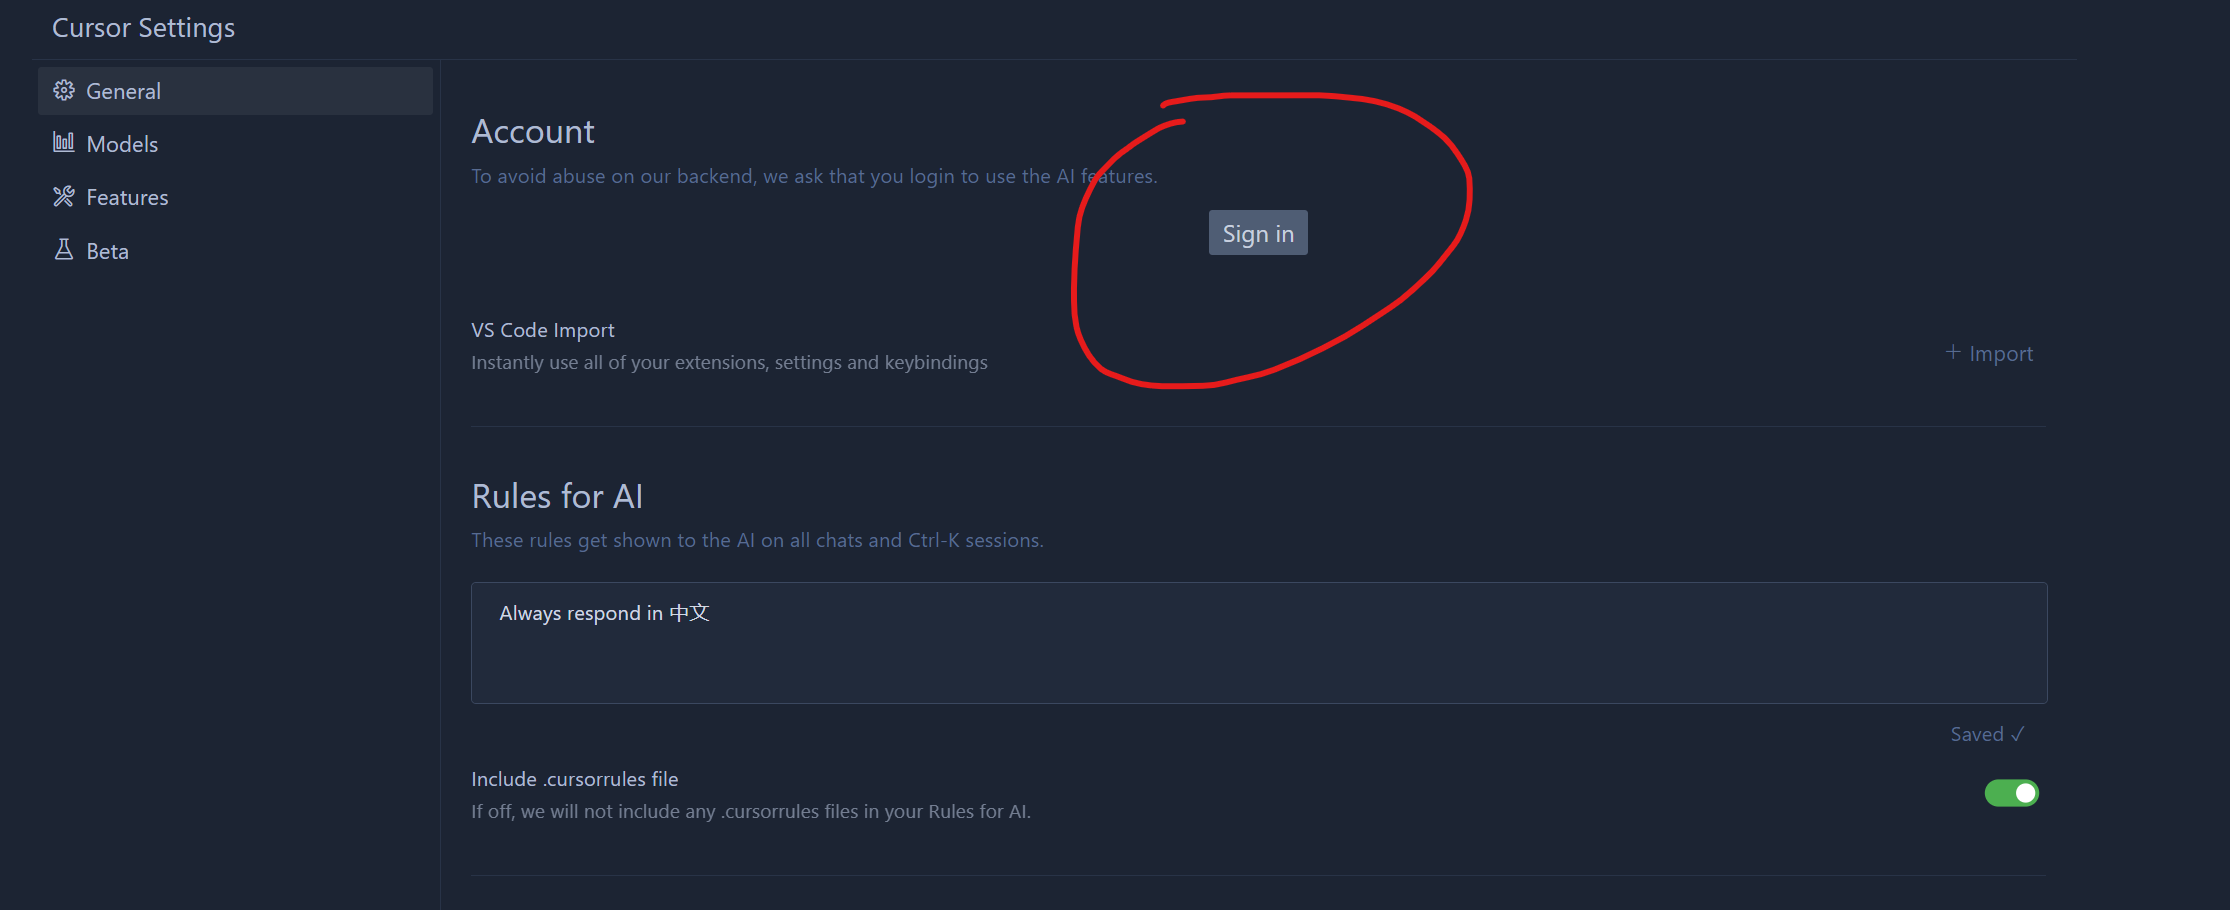 Cursor Settings
General
Models
Features
Beta
Account
To avoid abuse on our backend, we ask that you login to use the AI features.
Sign in
VS Code Import
Instantly use all of your extensions, settings and keybindings
+ Import
Rules for AI
These rules get shown to the AI on all chats and Ctrl-K sessions.
Always respond in 中文
Saved ✓
Include .cursorrules file
If off, we will not include any .cursorrules files in your Rules for AI.